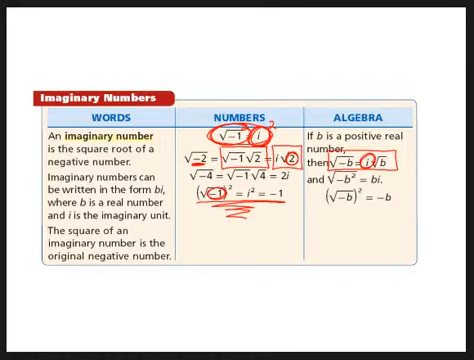 Imaginary Numbers
WORDS
An imaginary number
is the square root of a
negative number.
Imaginary numbers can
be written in the form bi,
where b is a real number
and i is the imaginary unit.
The square of an
imaginary number is the
original negative number.
NUMBERS
√−1 = i
√−2 = √−1√2 = i√2
√−4 = √−1√4 = 2i
(√−1)² = i² = −1
ALGEBRA
If b is a positive real
number,
then √−b = i√b
and √−b² = bi.
(√−b)² = −b